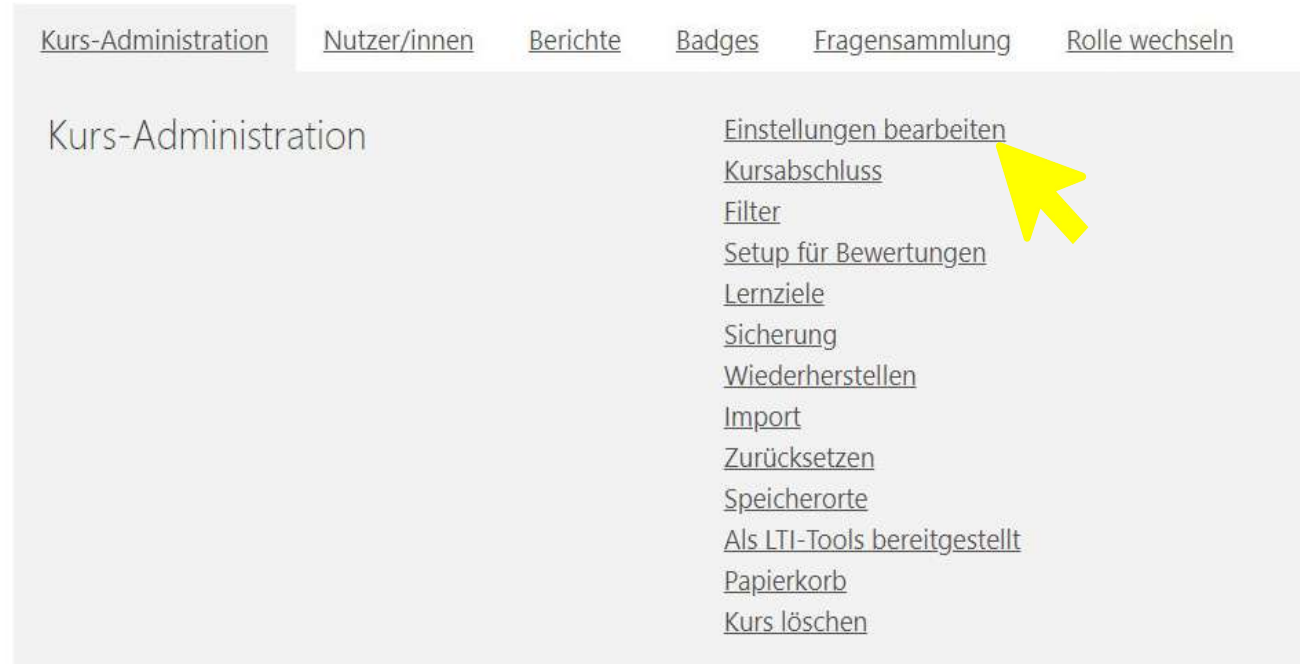 Kurs-Administration Nutzer/innen Berichte Badges Fragensammlung Rolle wechseln
Kurs-Administration
Einstellungen bearbeiten
Kursabschluss
Filter
Setup für Bewertungen
Lernziele
Sicherung
Wiederherstellen
Import
Zurücksetzen
Speicherorte
Als LTI-Tools bereitgestellt
Papierkorb
Kurs löschen